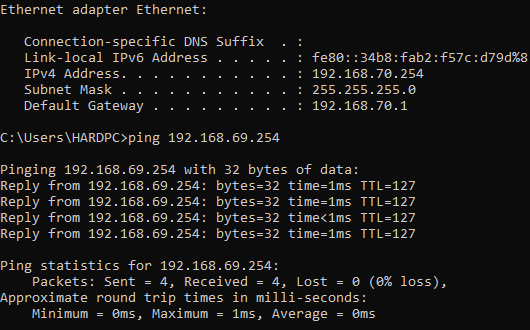 Ethernet adapter Ethernet:
Connection-specific DNS Suffix  . :
Link-local IPv6 Address . . . . . : fe80::34b8:fab2:f57c:d79d%8
IPv4 Address. . . . . . . . . . . : 192.168.70.254
Subnet Mask . . . . . . . . . . . : 255.255.255.0
Default Gateway . . . . . . . . . : 192.168.70.1
C:\Users\HARDPC>ping 192.168.69.254
Pinging 192.168.69.254 with 32 bytes of data:
Reply from 192.168.69.254: bytes=32 time=1ms TTL=127
Reply from 192.168.69.254: bytes=32 time=1ms TTL=127
Reply from 192.168.69.254: bytes=32 time<1ms TTL=127
Reply from 192.168.69.254: bytes=32 time=1ms TTL=127
Ping statistics for 192.168.69.254:
Packets: Sent = 4, Received = 4, Lost = 0 (0% loss),
Approximate round trip times in milli-seconds:
Minimum = 0ms, Maximum = 1ms, Average = 0ms